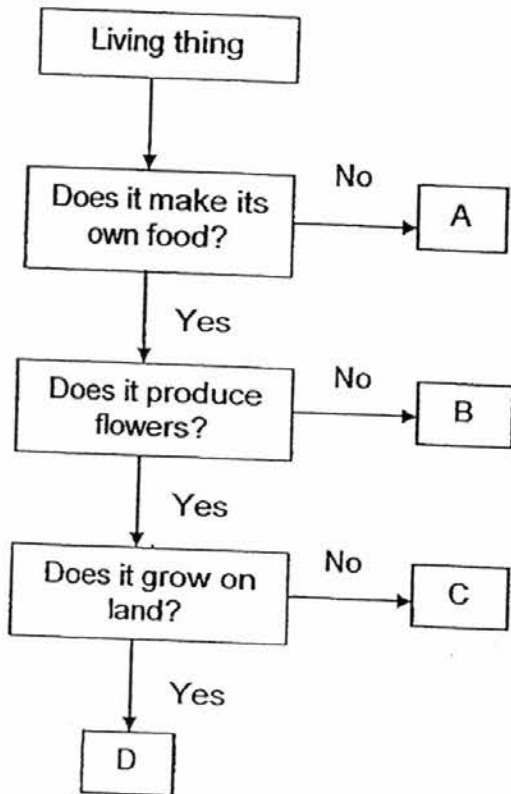 Living thing
Does it make its
own food?
No
A
Yes
Does it produce
flowers?
No
B
Yes
Does it grow on
land?
No
C
Yes
D